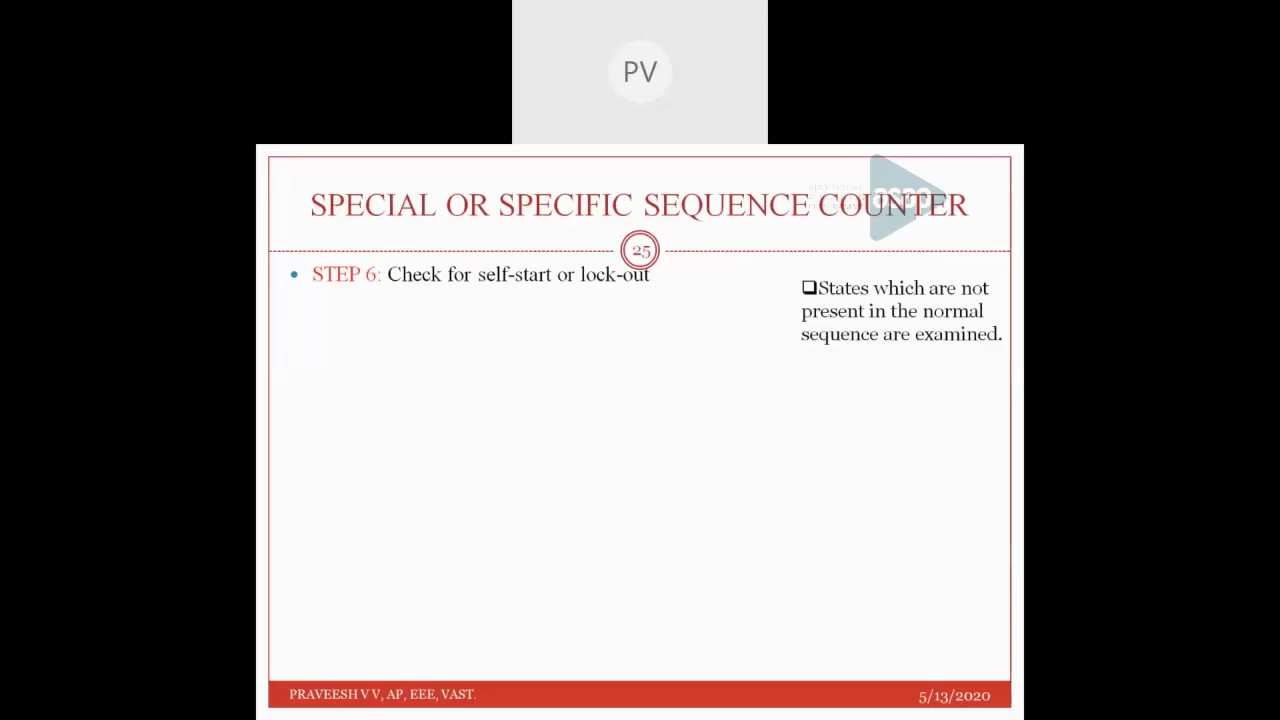 PV
SPECIAL OR SPECIFIC SEQUENCE COUNTER
25
STEP 6: Check for self-start or lock-out
❑States which are not
present in the normal
sequence are examined.
PRAVEESH V V, AP, EEE, VAST.
5/13/2020